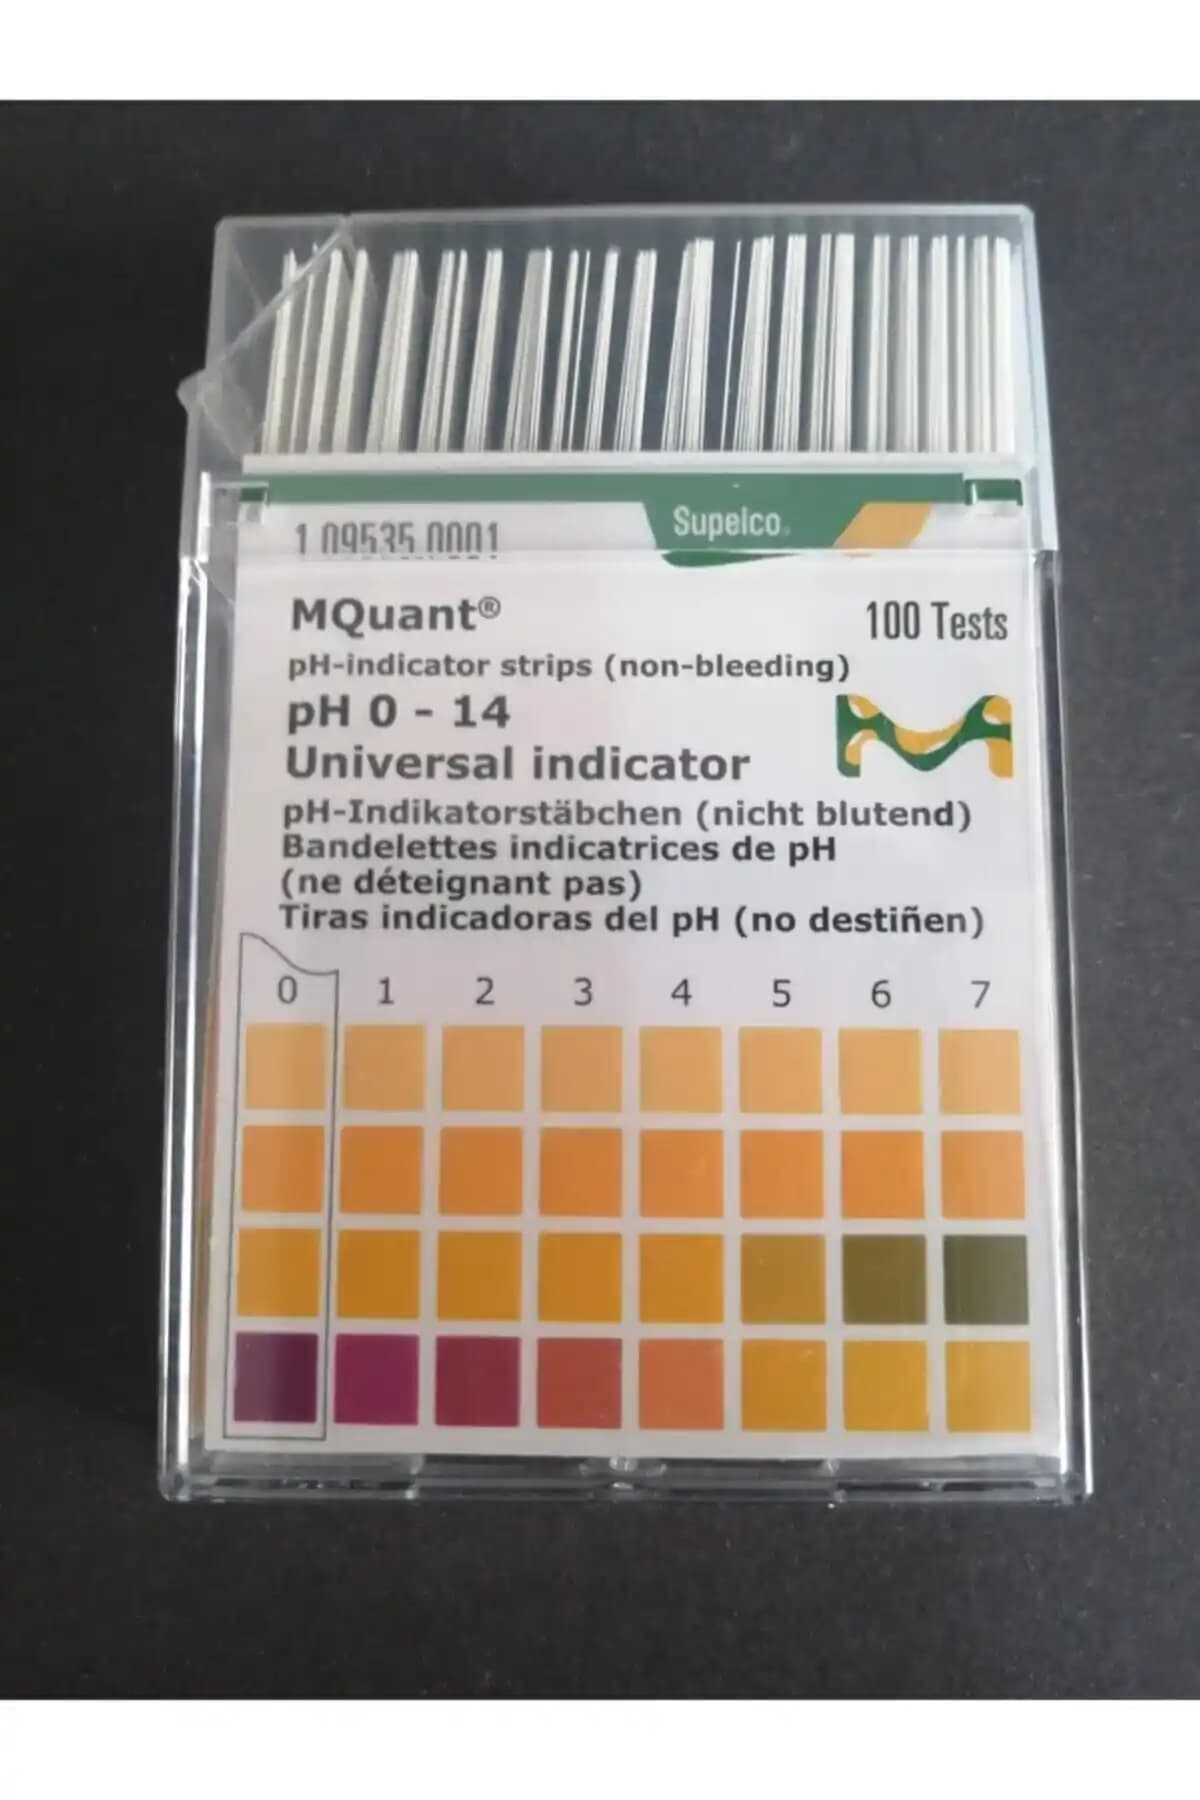 1 09535 0001
Supelco®
MQuant®
100 Tests
pH-indicator strips (non-bleeding)
pH 0 - 14
Universal indicator
pH-Indikatorstäbchen (nicht blutend)
Bandelettes indicatrices de pH
(ne déteignant pas)
Tiras indicadoras del pH (no destiñen)
0 1 2 3 4 5 6 7